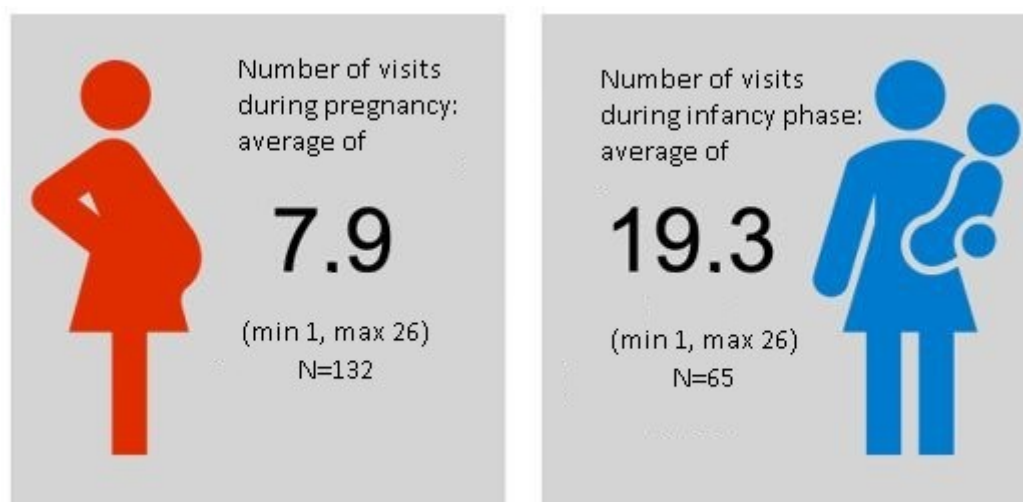 Number of visits
during pregnancy:
average of
7.9
(min 1, max 26)
N=132
Number of visits
during infancy phase:
average of
19.3
(min 1, max 26)
N=65